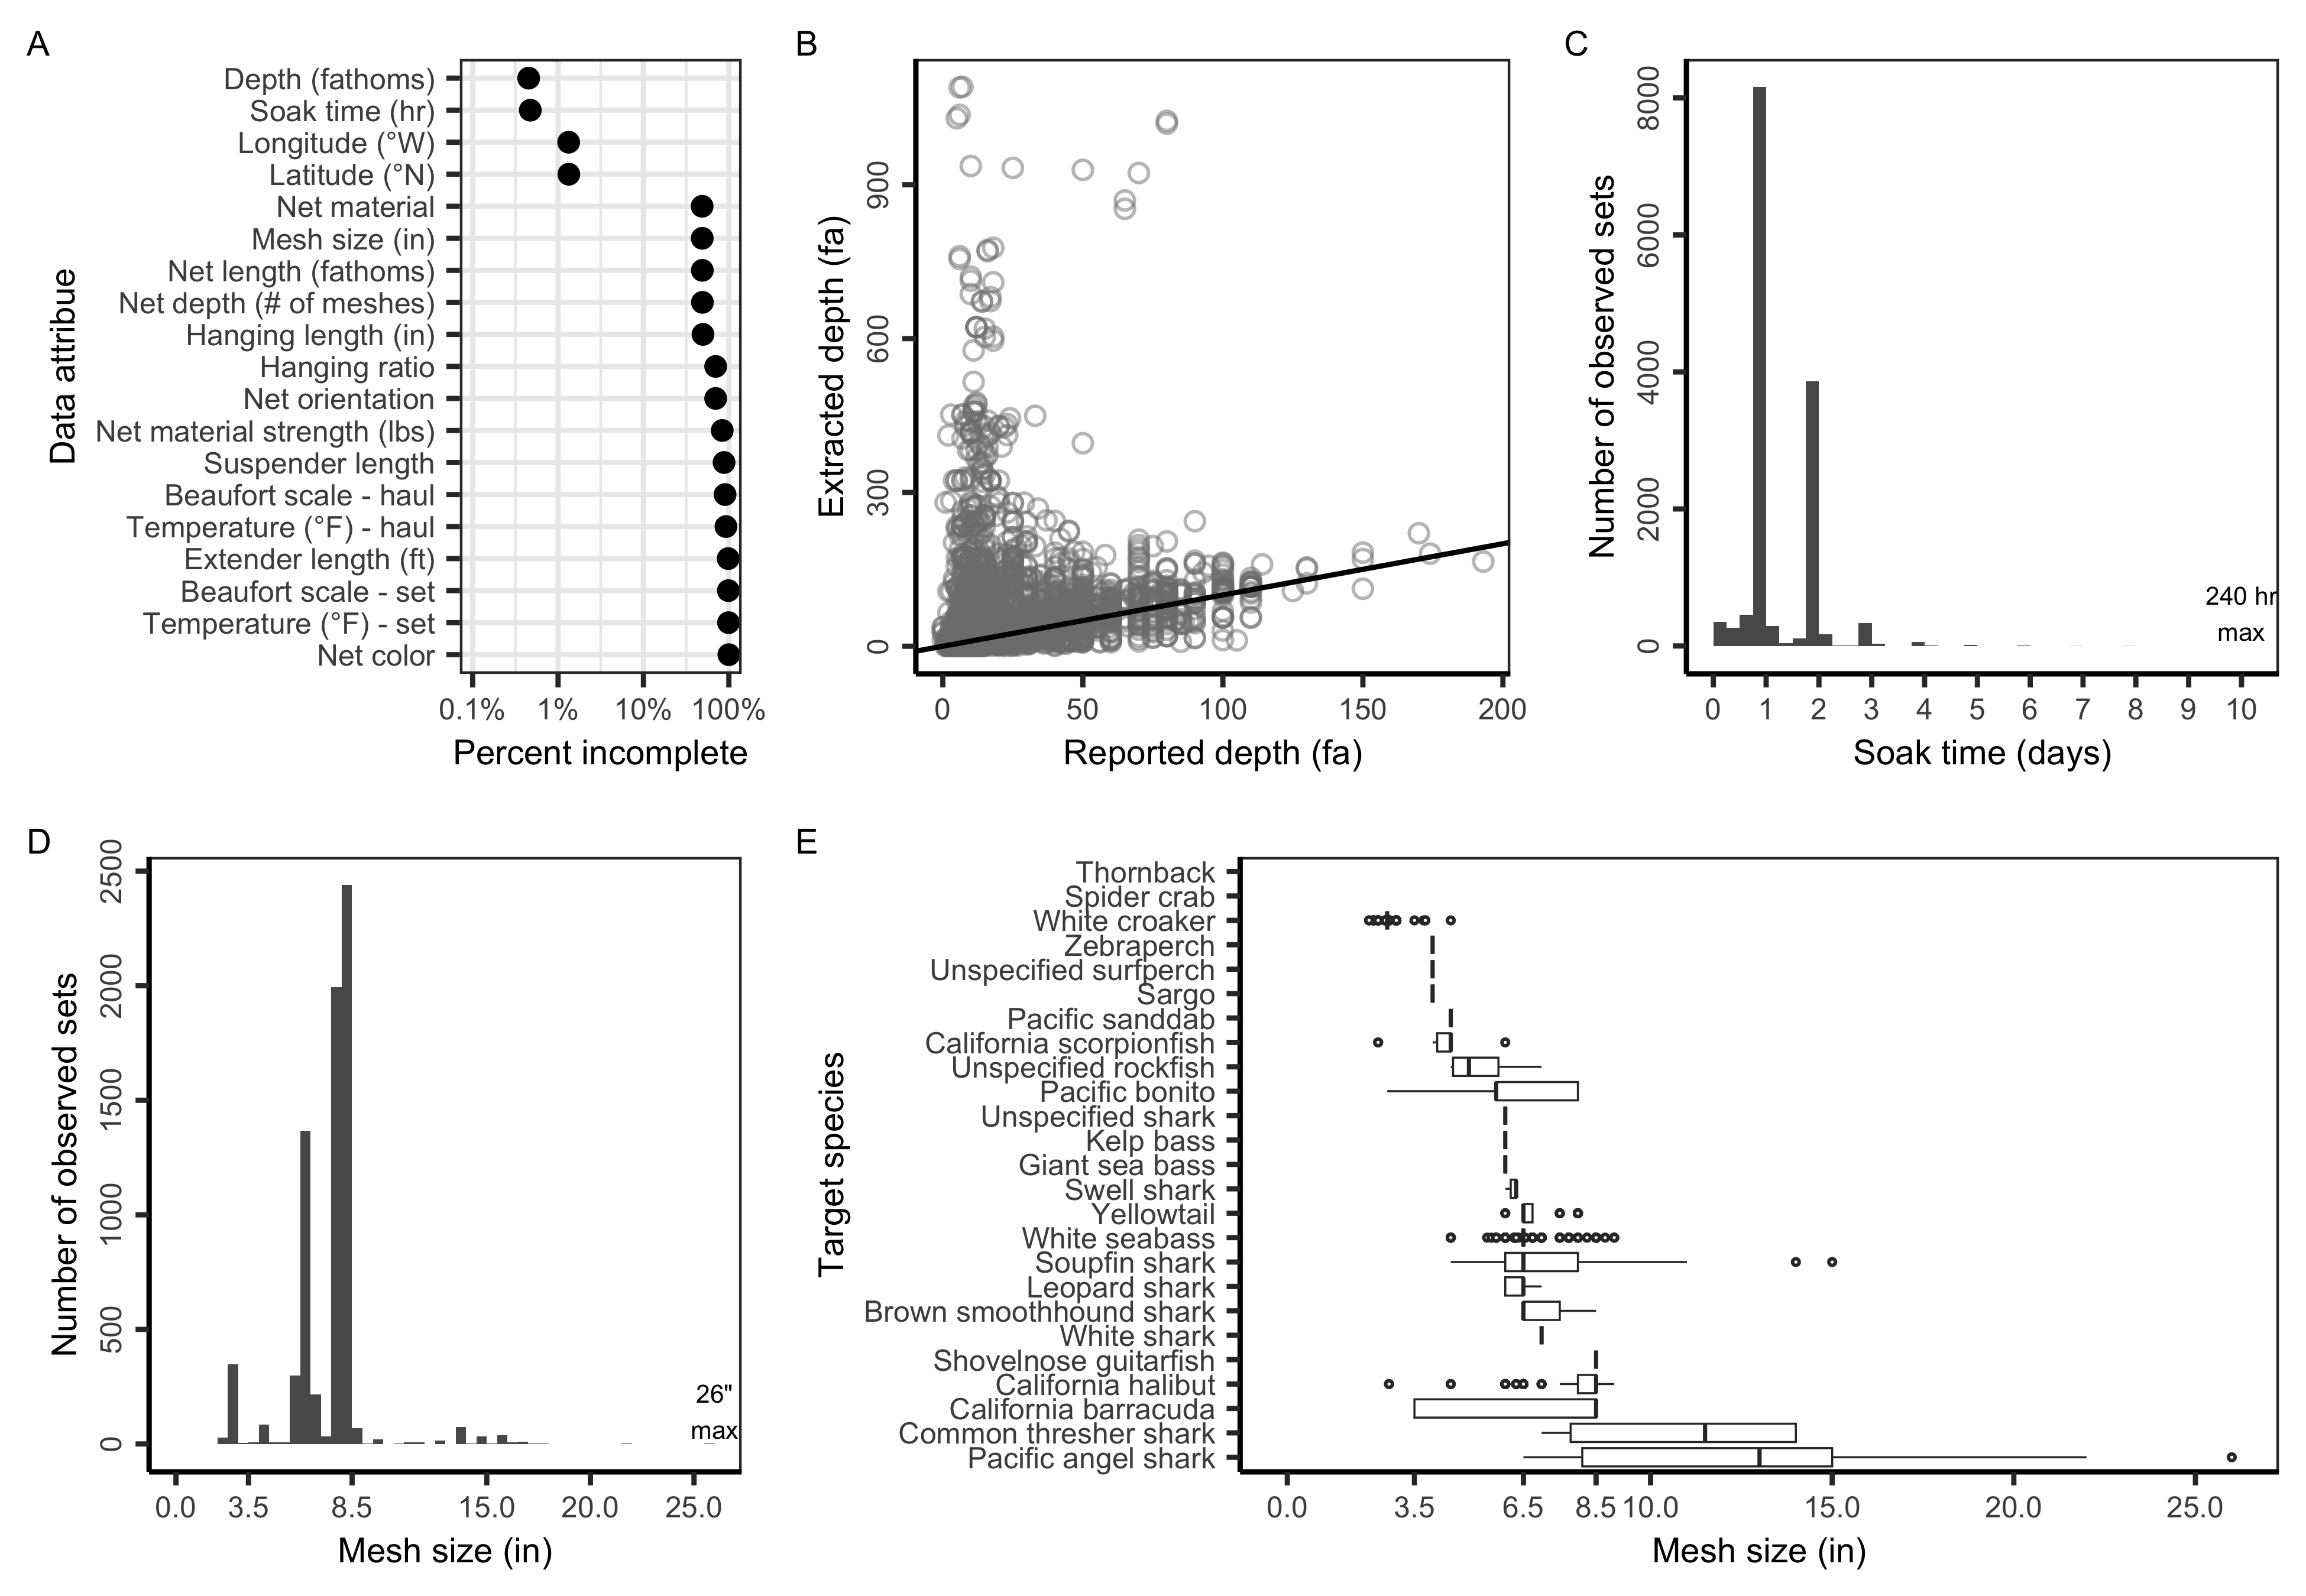 A
Depth (fathoms)
Soak time (hr)
Longitude (°W)
Latitude (°N)
Net material
Mesh size (in)
Net length (fathoms)
Net depth (# of meshes)
Hanging length (in)
Hanging ratio
Net orientation
Net material strength (lbs)
Suspender length
Beaufort scale - haul
Temperature (°F) - haul
Extender length (ft)
Beaufort scale - set
Temperature (°F) - set
Net color
Data attribue
0.1% 1% 10% 100%
Percent incomplete
B
Extracted depth (fa)
900
600
300
0
0 50 100 150 200
Reported depth (fa)
C
Number of observed sets
8000
6000
4000
2000
0
240 hr
max
0 1 2 3 4 5 6 7 8 9 10
Soak time (days)
D
Number of observed sets
2500
2000
1500
1000
500
0
26"
max
0.0 3.5 8.5 15.0 20.0 25.0
Mesh size (in)
E
Target species
Thornback
Spider crab
White croaker
Zebraperch
Unspecified surfperch
Sargo
Pacific sanddab
California scorpionfish
Unspecified rockfish
Pacific bonito
Unspecified shark
Kelp bass
Giant sea bass
Swell shark
Yellowtail
White seabass
Soupfin shark
Leopard shark
Brown smoothhound shark
White shark
Shovelnose guitarfish
California halibut
California barracuda
Common thresher shark
Pacific angel shark
0.0 3.5 6.5 8.5 10.0 15.0 20.0 25.0
Mesh size (in)